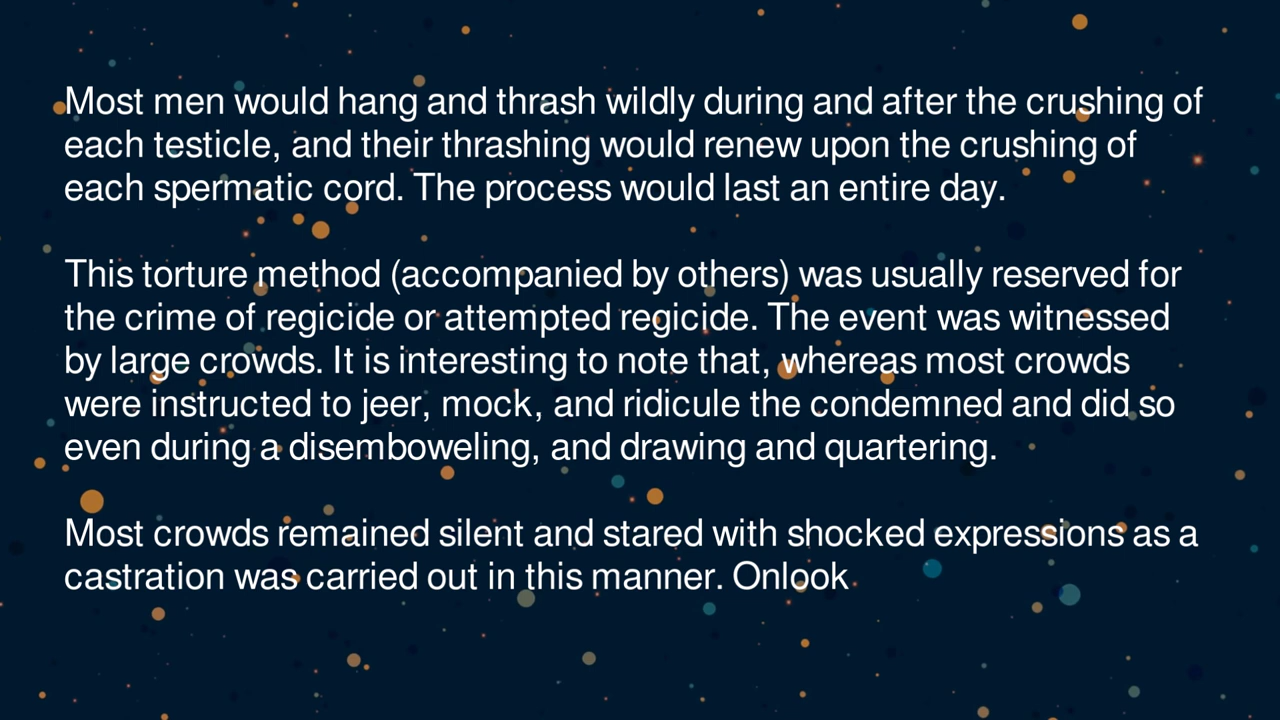 Most men would hang and thrash wildly during and after the crushing of
each testicle, and their thrashing would renew upon the crushing of
each spermatic cord. The process would last an entire day.
This torture method (accompanied by others) was usually reserved for
the crime of regicide or attempted regicide. The event was witnessed
by large crowds. It is interesting to note that, whereas most crowds
were instructed to jeer, mock, and ridicule the condemned and did so
even during a disemboweling, and drawing and quartering.
Most crowds remained silent and stared with shocked expressions as a
castration was carried out in this manner. Onlook